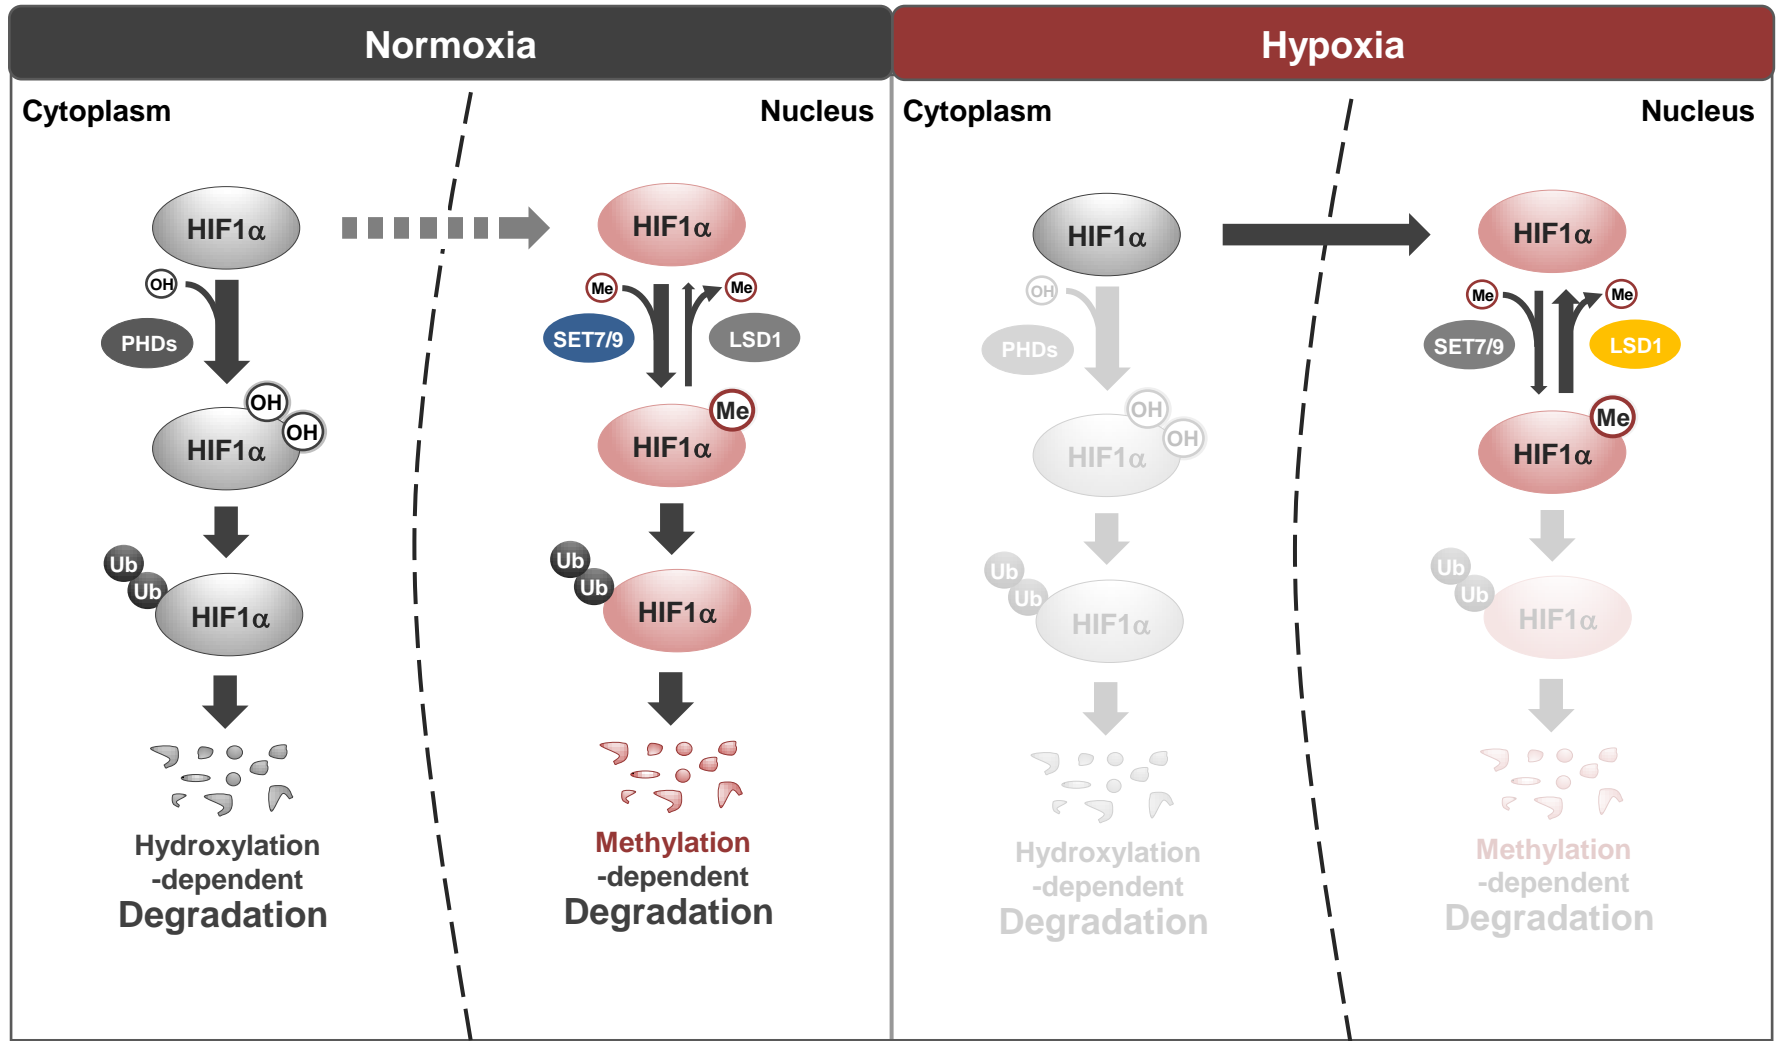 Normoxia
Cytoplasm
Nucleus
HIF1α
HIF1α
OH
Me
Me
PHDs
SET7/9
LSD1
OH
OH
HIF1α
Me
HIF1α
Ub
Ub
HIF1α
Ub
Ub
HIF1α
Hydroxylation
-dependent
Degradation
Methylation
-dependent
Degradation
Hypoxia
Cytoplasm
Nucleus
HIF1α
HIF1α
OH
Me
Me
PHDs
SET7/9
LSD1
OH
OH
HIF1α
Me
HIF1α
Ub
Ub
HIF1α
Ub
Ub
HIF1α
Hydroxylation
-dependent
Degradation
Methylation
-dependent
Degradation